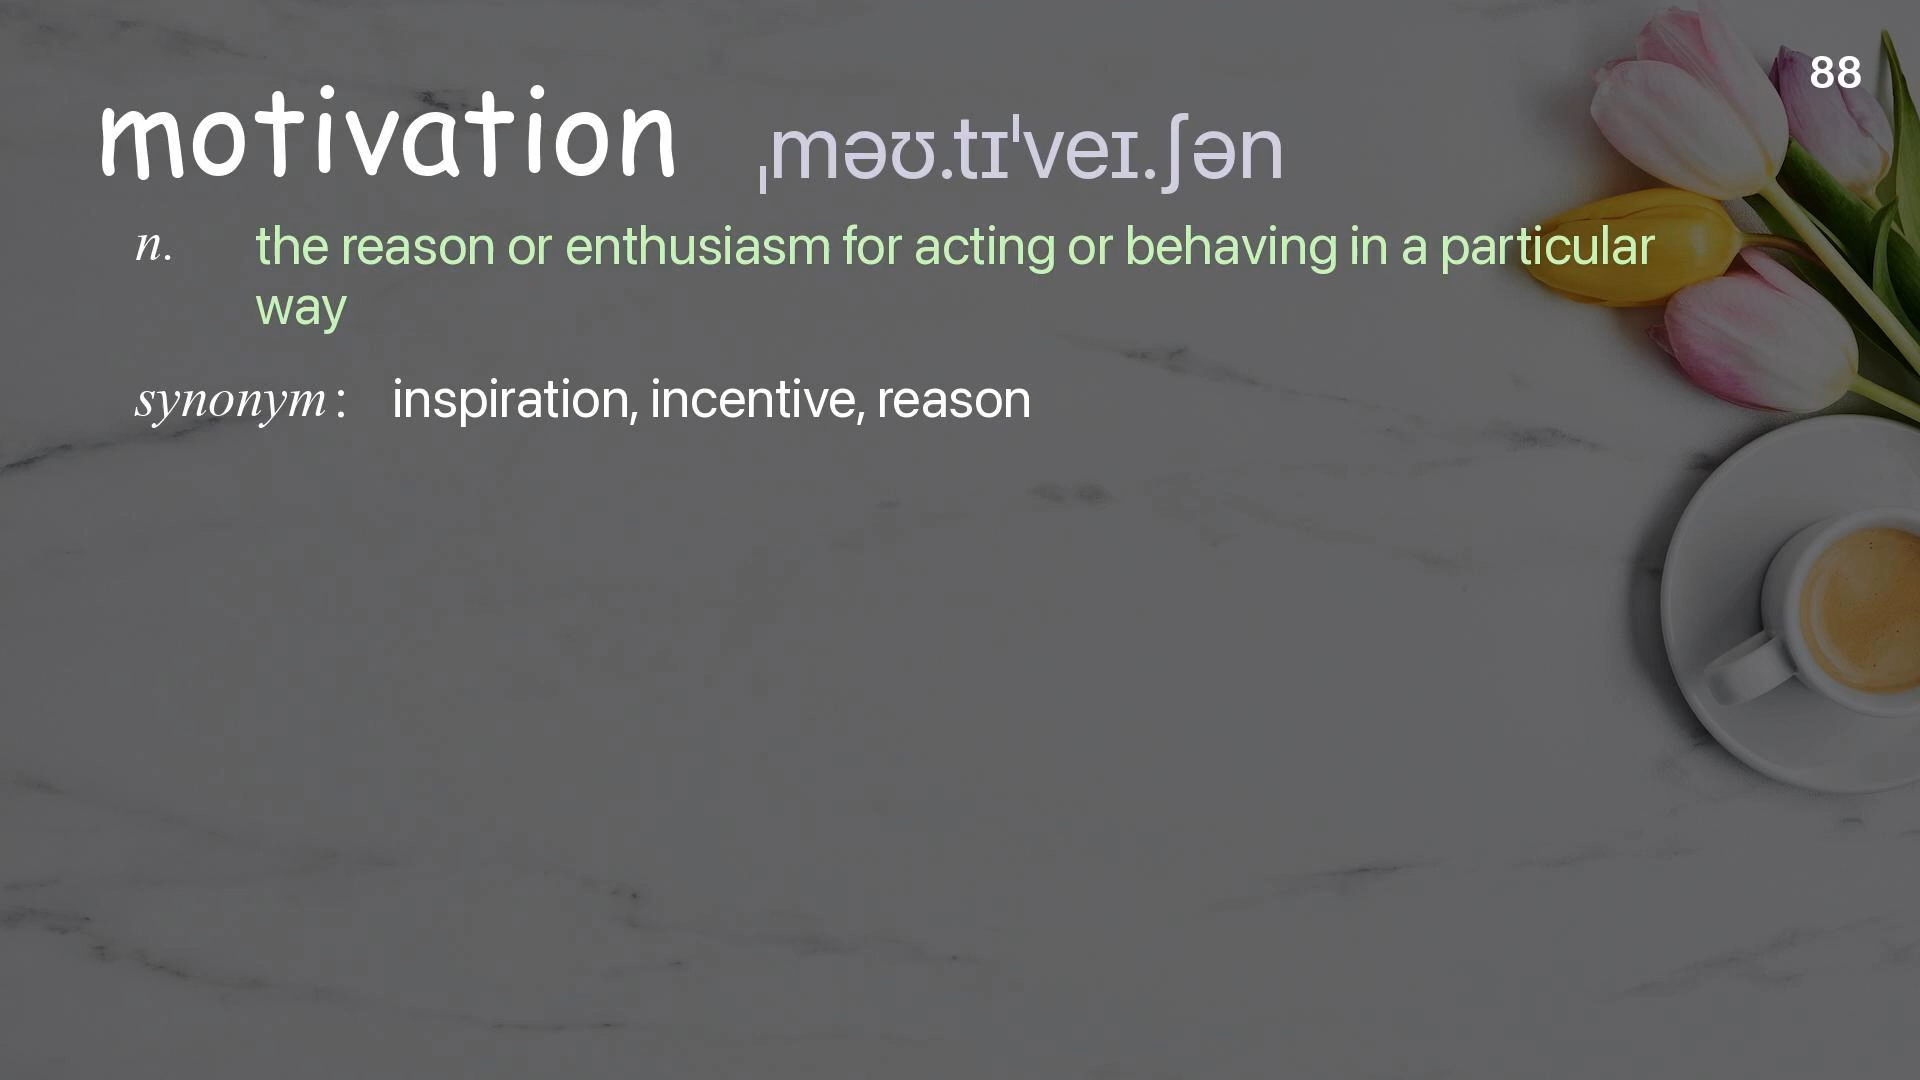 88
motivation ˌməʊ.tɪˈveɪ.ʃən
n. the reason or enthusiasm for acting or behaving in a particular
way
synonym: inspiration, incentive, reason